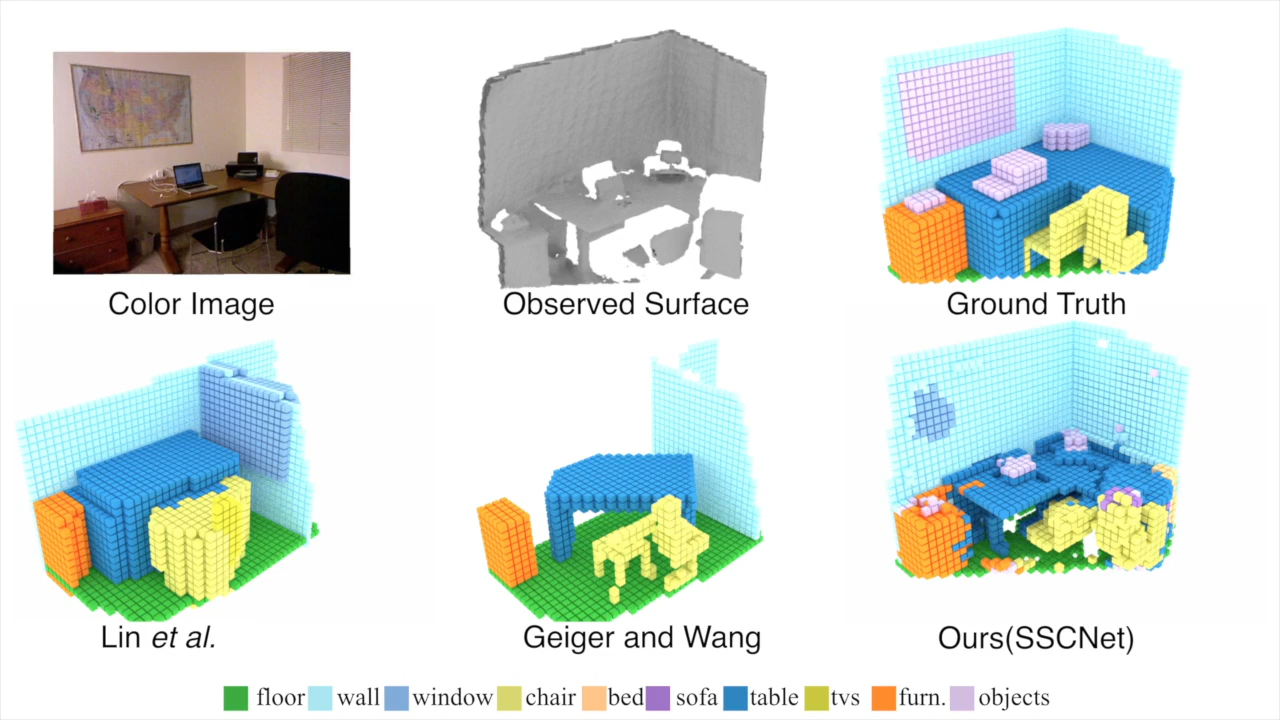 Color Image
Observed Surface
Ground Truth
Lin et al.
Geiger and Wang
Ours(SSCNet)
floor wall window chair bed sofa table tvs furn. objects